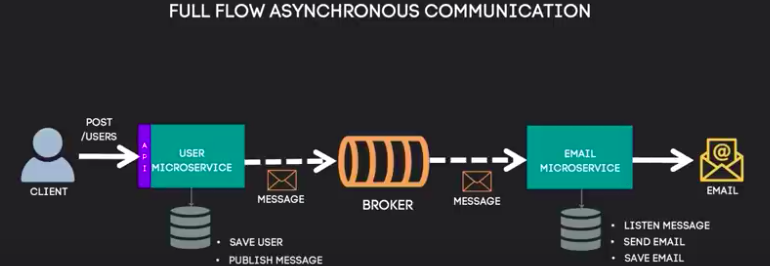 FULL FLOW ASYNCHRONOUS COMMUNICATION
POST
/USERS
CLIENT
API
USER
MICROSERVICE
MESSAGE
BROKER
MESSAGE
EMAIL
MICROSERVICE
@
EMAIL
• SAVE USER
• PUBLISH MESSAGE
• LISTEN MESSAGE
• SEND EMAIL
• SAVE EMAIL